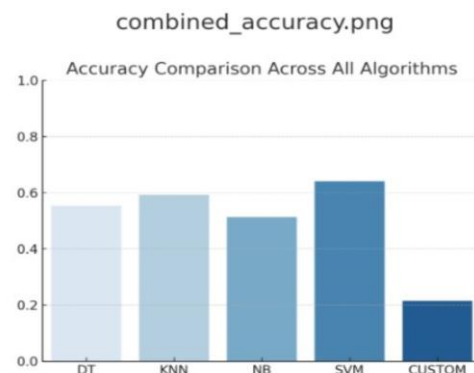 combined_accuracy.png
Accuracy Comparison Across All Algorithms
1.0
0.8
0.6
0.4
0.2
0.0
DT KNN NB SVM CUSTOM